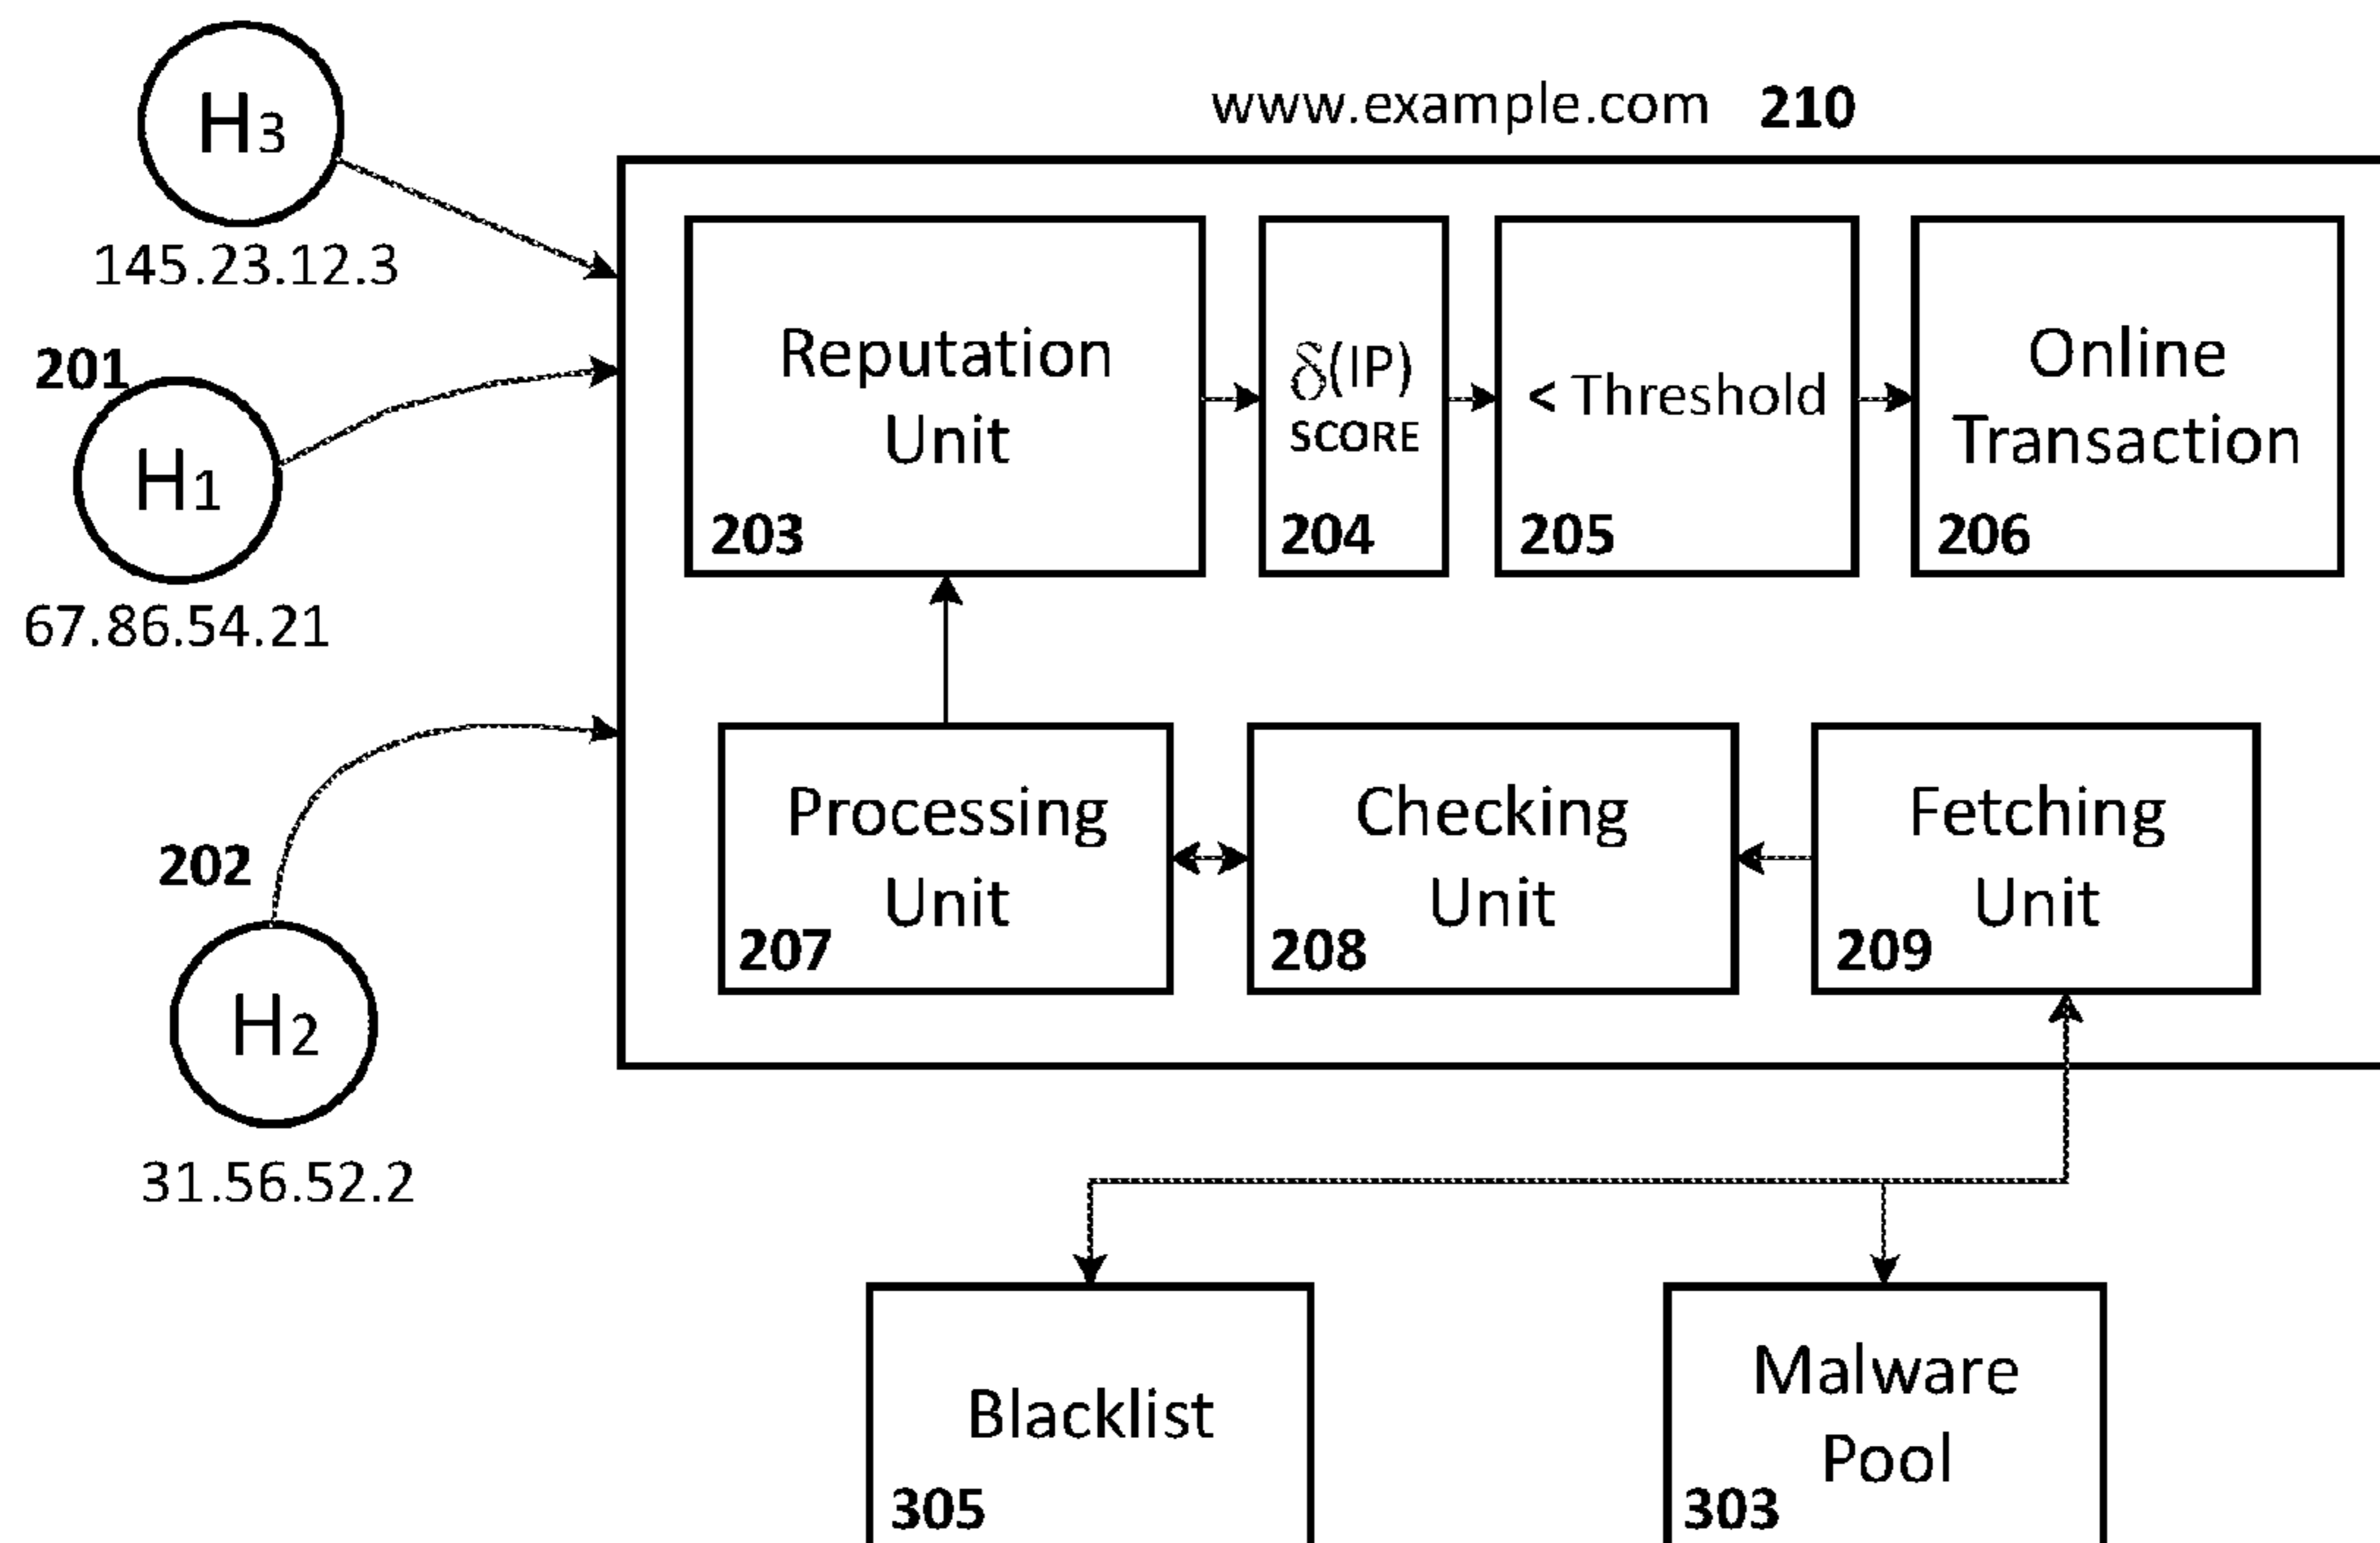 H3
145.23.12.3
www.example.com 210
201
H1
67.86.54.21
Reputation
Unit
203
δ(IP)
SCORE
204
< Threshold
205
Online
Transaction
206
202
H2
31.56.52.2
Processing
Unit
207
Checking
Unit
208
Fetching
Unit
209
Blacklist
305
Malware
Pool
303